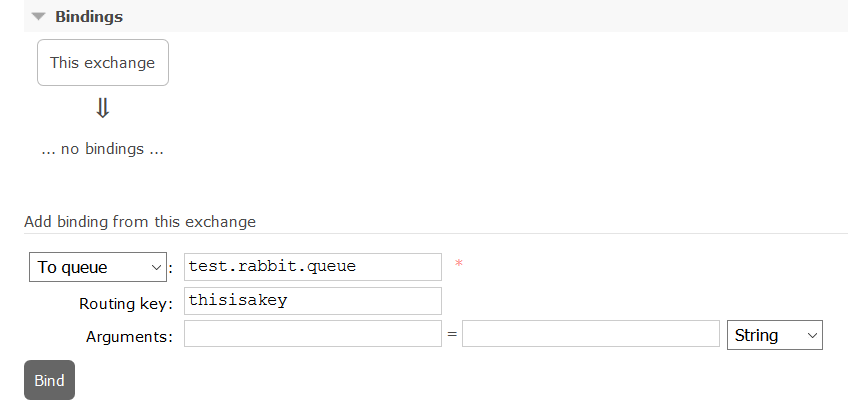 Bindings
This exchange
⇓
... no bindings ...
Add binding from this exchange
To queue : test.rabbit.queue *
Routing key: thisisakey
Arguments: = String
Bind